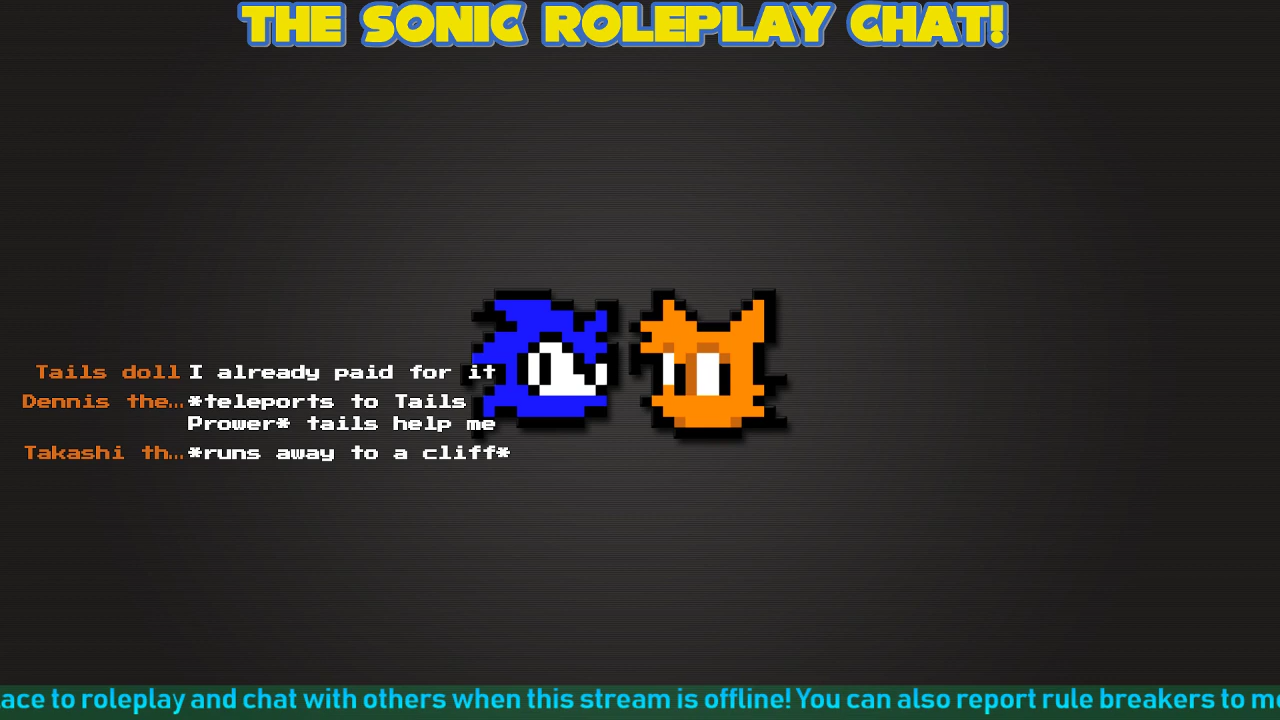 THE SONIC ROLEPLAY CHAT!
Tails doll I already paid for it
Dennis the… *teleports to Tails
Prower* tails help me
Takashi th… *runs away to a cliff*
to roleplay and chat with others when this stream is offline! You can also report rule breakers to